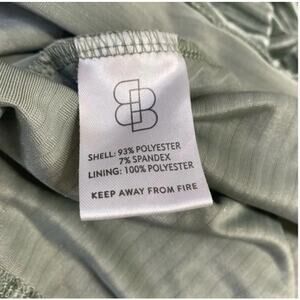 SHELL: 93% POLYESTER
7% SPANDEX
LINING: 100% POLYESTER
KEEP AWAY FROM FIRE